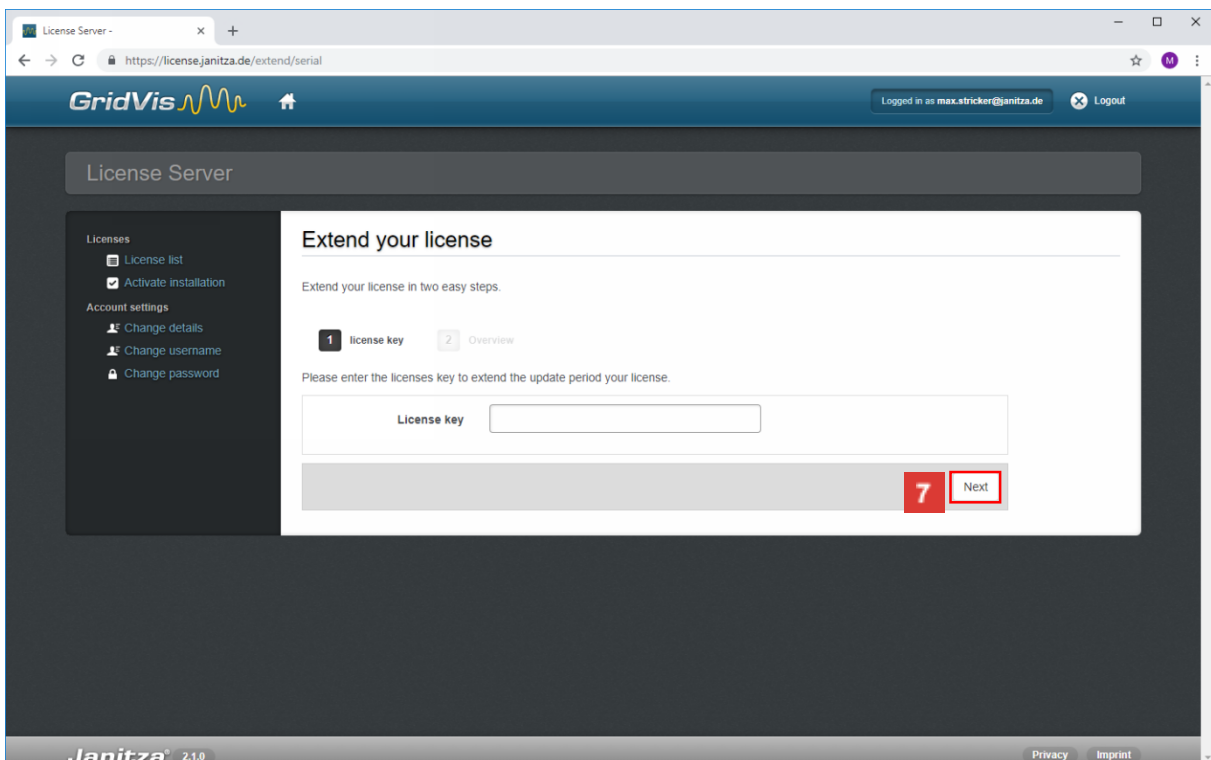 License Server -
https://license.janitza.de/extend/serial
M
GridVis
Logged in as max.stricker@janitza.de
Logout
License Server
Licenses
License list
Activate installation
Account settings
Change details
Change username
Change password
Extend your license
Extend your license in two easy steps.
1 license key 2 Overview
Please enter the licenses key to extend the update period your license.
License key
7 Next
Janitza® 2.1.0
Privacy Imprint